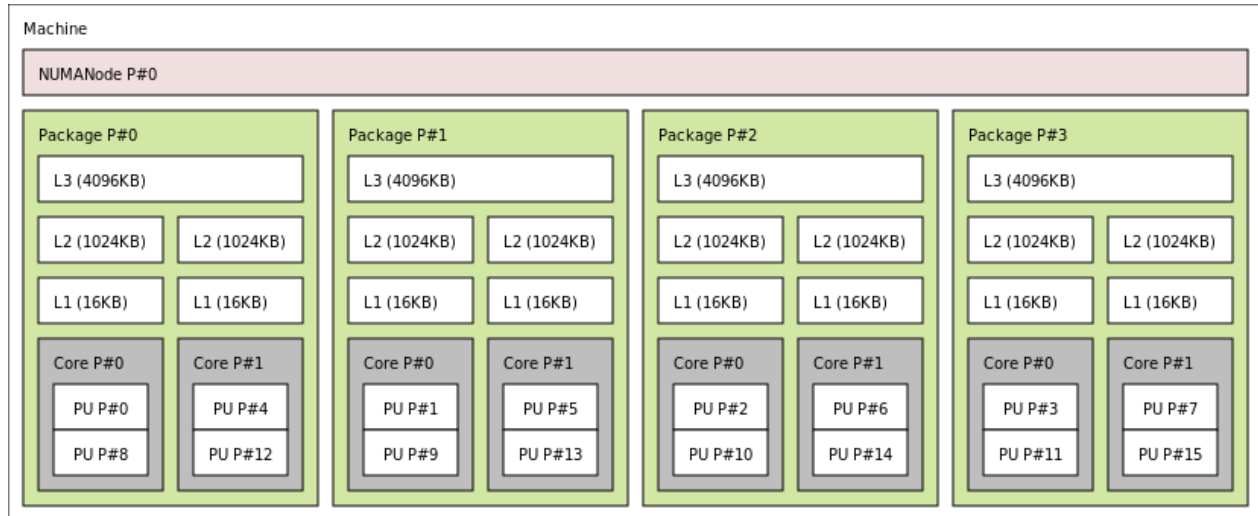 Machine
NUMANode P#0
Package P#0 Package P#1 Package P#2 Package P#3
L3 (4096KB) L3 (4096KB) L3 (4096KB) L3 (4096KB)
L2 (1024KB) L2 (1024KB) L2 (1024KB) L2 (1024KB) L2 (1024KB) L2 (1024KB) L2 (1024KB) L2 (1024KB)
L1 (16KB) L1 (16KB) L1 (16KB) L1 (16KB) L1 (16KB) L1 (16KB) L1 (16KB) L1 (16KB)
Core P#0 Core P#1 Core P#0 Core P#1 Core P#0 Core P#1 Core P#0 Core P#1
PU P#0 PU P#4 PU P#1 PU P#5 PU P#2 PU P#6 PU P#3 PU P#7
PU P#8 PU P#12 PU P#9 PU P#13 PU P#10 PU P#14 PU P#11 PU P#15